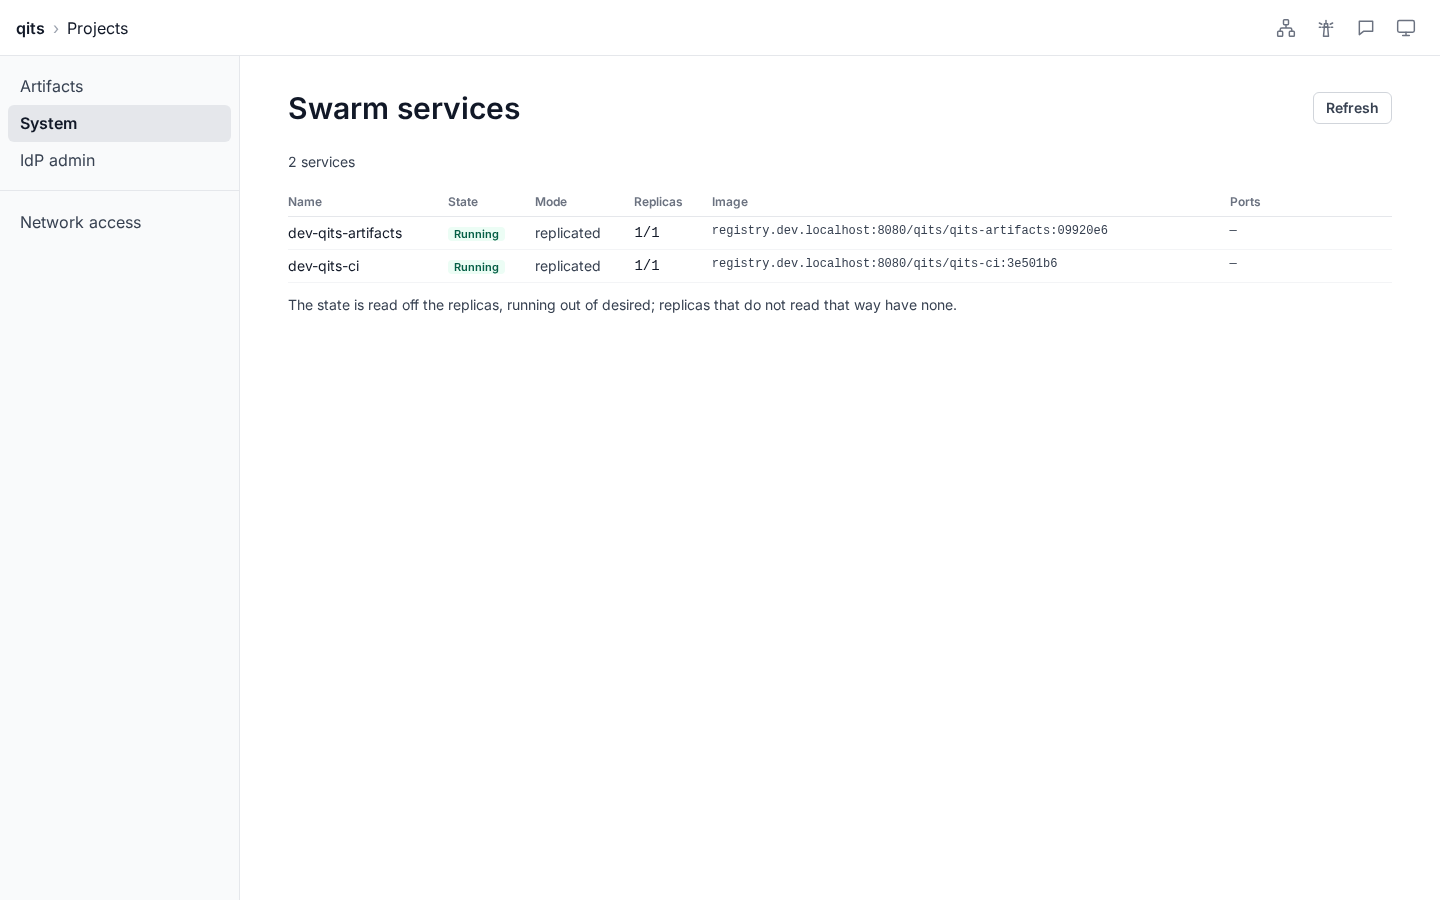 qits › Projects
Artifacts
System
IdP admin
Network access
Swarm services
Refresh
2 services
Name State Mode Replicas Image Ports
dev-qits-artifacts Running replicated 1/1 registry.dev.localhost:8080/qits/qits-artifacts:09920e6 —
dev-qits-ci Running replicated 1/1 registry.dev.localhost:8080/qits/qits-ci:3e501b6 —
The state is read off the replicas, running out of desired; replicas that do not read that way have none.